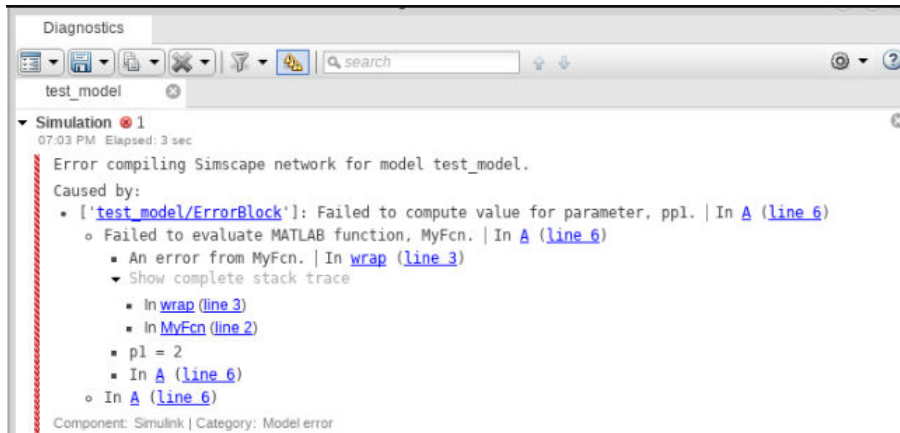 Diagnostics
search
test_model
Simulation 1
07:03 PM Elapsed: 3 sec
Error compiling Simscape network for model test_model.
Caused by:
['test_model/ErrorBlock']: Failed to compute value for parameter, pp1. | In A (line 6)
Failed to evaluate MATLAB function, MyFcn. | In A (line 6)
An error from MyFcn. | In wrap (line 3)
Show complete stack trace
In wrap (line 3)
In MyFcn (line 2)
p1 = 2
In A (line 6)
In A (line 6)
Component: Simulink | Category: Model error